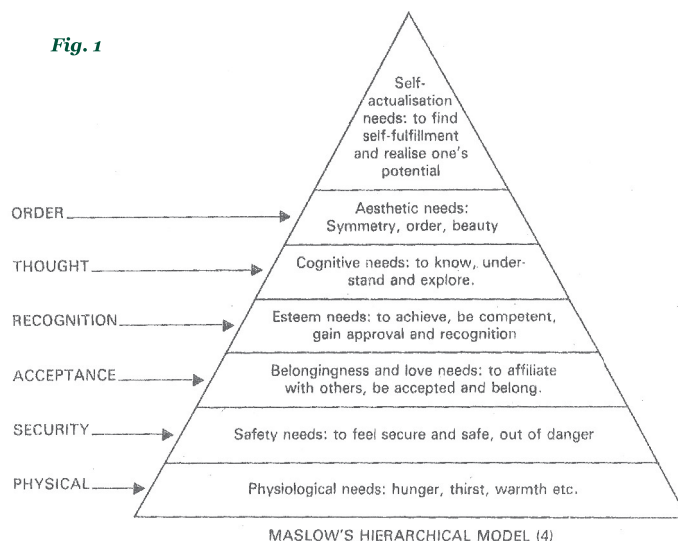 Fig. 1
Self-
actualisation
needs: to find
self-fulfillment
and realise one's
potential
ORDER
Aesthetic needs:
Symmetry, order, beauty
THOUGHT
Cognitive needs: to know, under-
stand and explore.
RECOGNITION
Esteem needs: to achieve, be competent,
gain approval and recognition
ACCEPTANCE
Belongingness and love needs: to affiliate
with others, be accepted and belong.
SECURITY
Safety needs: to feel secure and safe, out of danger
PHYSICAL
Physiological needs: hunger, thirst, warmth etc.
MASLOW'S HIERARCHICAL MODEL (4)